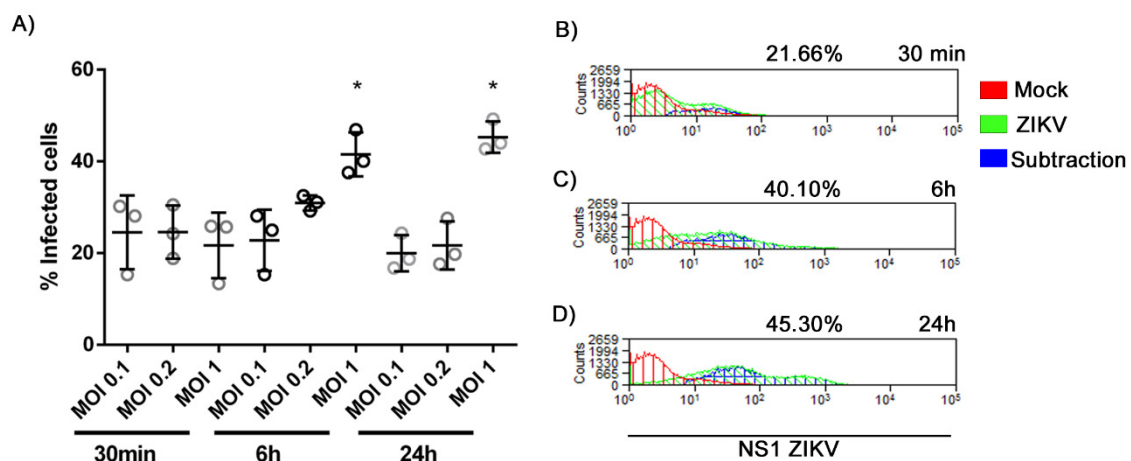 A)
60
40
20
0
% Infected cells
*
*
MOI 0.1
MOI 0.2
MOI 1
MOI 0.1
MOI 0.2
MOI 1
MOI 0.1
MOI 0.2
MOI 1
30min
6h
24h
B)
21.66% 30 min
2659
1994
1330
665
0
Counts
10⁰ 10¹ 10² 10³ 10⁴ 10⁵
C)
40.10% 6h
2659
1994
1330
665
0
Counts
10⁰ 10¹ 10² 10³ 10⁴ 10⁵
D)
45.30% 24h
2659
1994
1330
665
0
Counts
10⁰ 10¹ 10² 10³ 10⁴ 10⁵
NS1 ZIKV
Mock
ZIKV
Subtraction